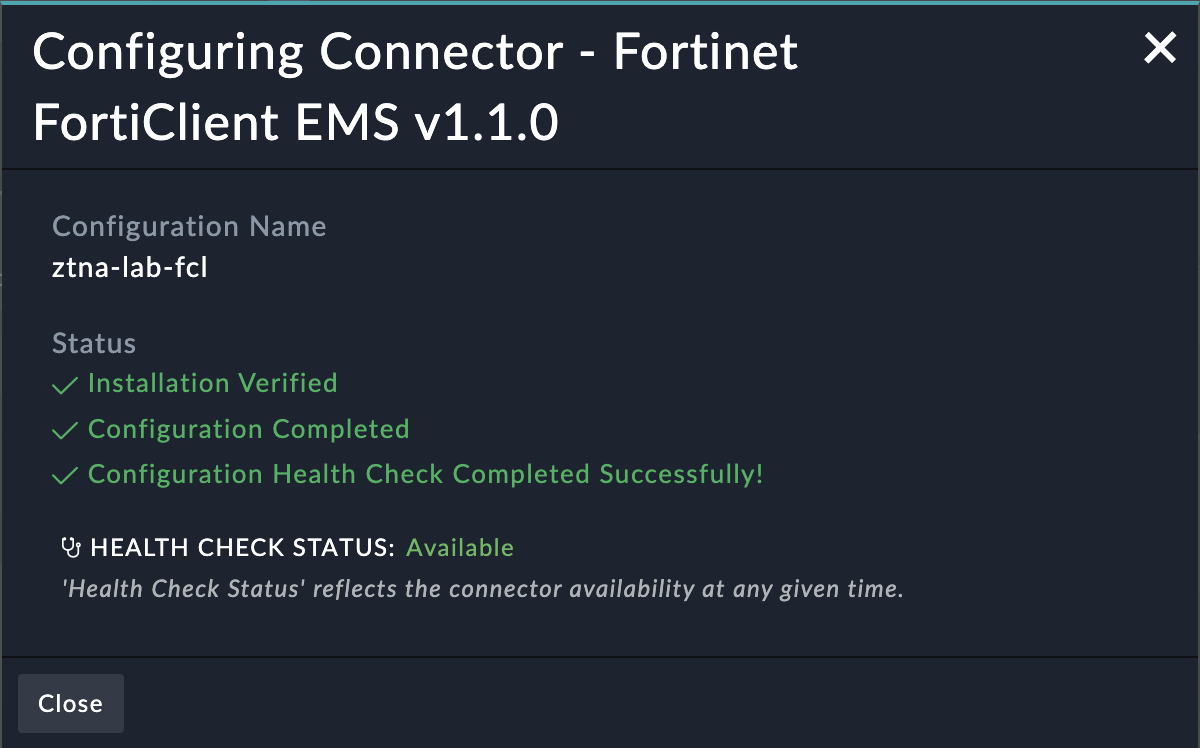 Configuring Connector - Fortinet
FortiClient EMS v1.1.0
Configuration Name
ztna-lab-fcl
Status
Installation Verified
Configuration Completed
Configuration Health Check Completed Successfully!
HEALTH CHECK STATUS: Available
'Health Check Status' reflects the connector availability at any given time.
Close